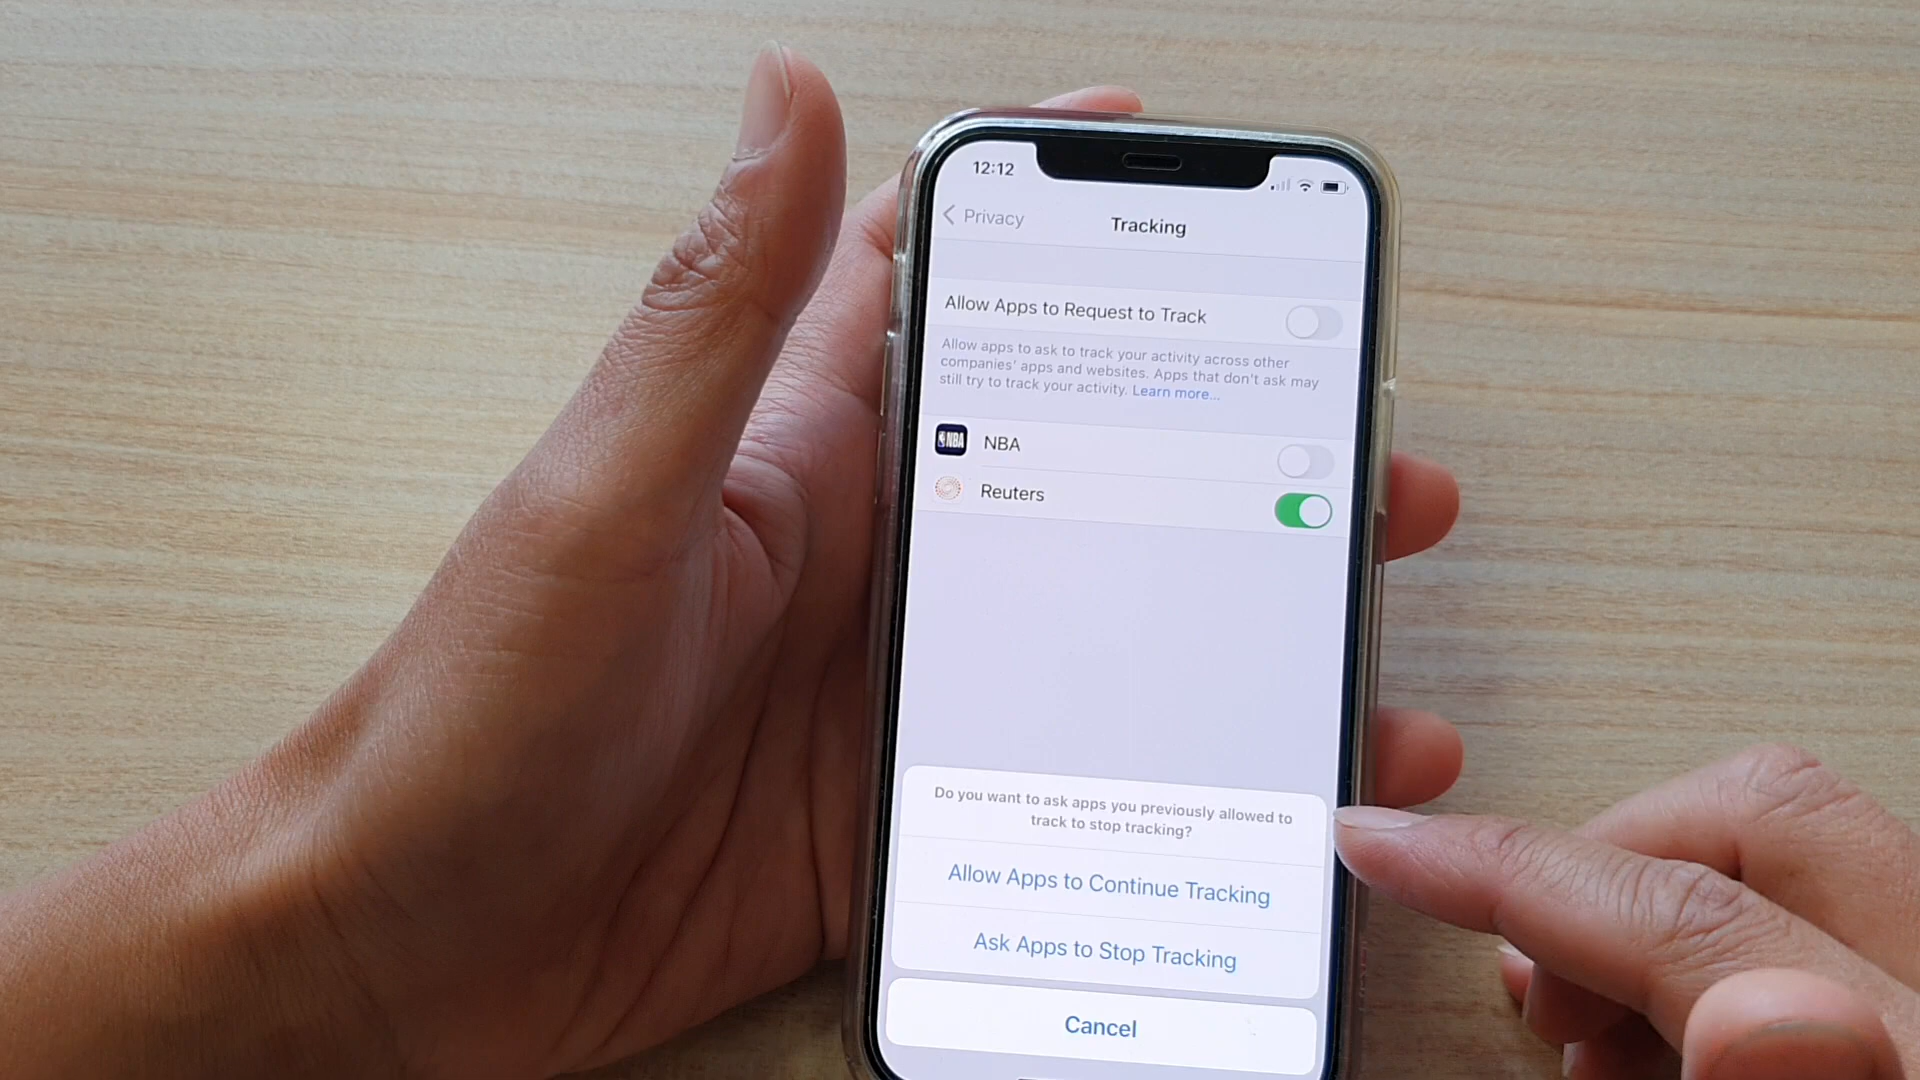 12:12
Privacy
Tracking
Allow Apps to Request to Track
Allow apps to ask to track your activity across other
companies' apps and websites. Apps that don't ask may
still try to track your activity. Learn more...
NBA
NBA
Reuters
Do you want to ask apps you previously allowed to
track to stop tracking?
Allow Apps to Continue Tracking
Ask Apps to Stop Tracking
Cancel